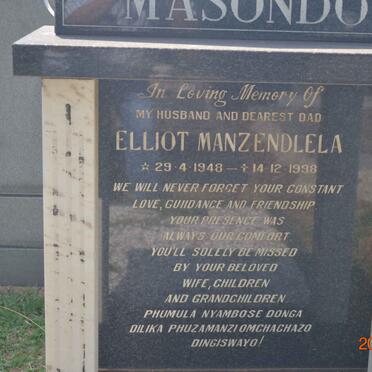 MASONDO
In Loving Memory Of
MY HUSBAND AND DEAREST DAD
ELLIOT MANZENDLELA
☆ 29·4·1948 — ✝ 14·12·1998
WE WILL NEVER FORGET YOUR CONSTANT
LOVE, GUIDANCE AND FRIENDSHIP
YOUR PRESENCE WAS
ALWAYS OUR COMFORT
YOU'LL SOLELY BE MISSED
BY YOUR BELOVED
WIFE, CHILDREN
AND GRANDCHILDREN
PHUMULA NYAMBOSE DONGA
DILIKA PHUZAMANZI OMCHACHAZO
DINGISWAYO!
20